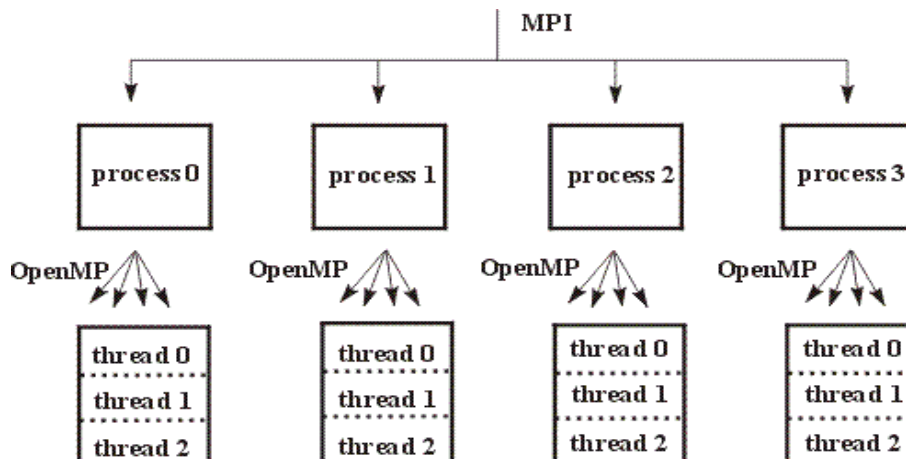 MPI
process 0 process 1 process 2 process 3
OpenMP OpenMP OpenMP OpenMP
thread 0 thread 0 thread 0 thread 0
thread 1 thread 1 thread 1 thread 1
thread 2 thread 2 thread 2 thread 2